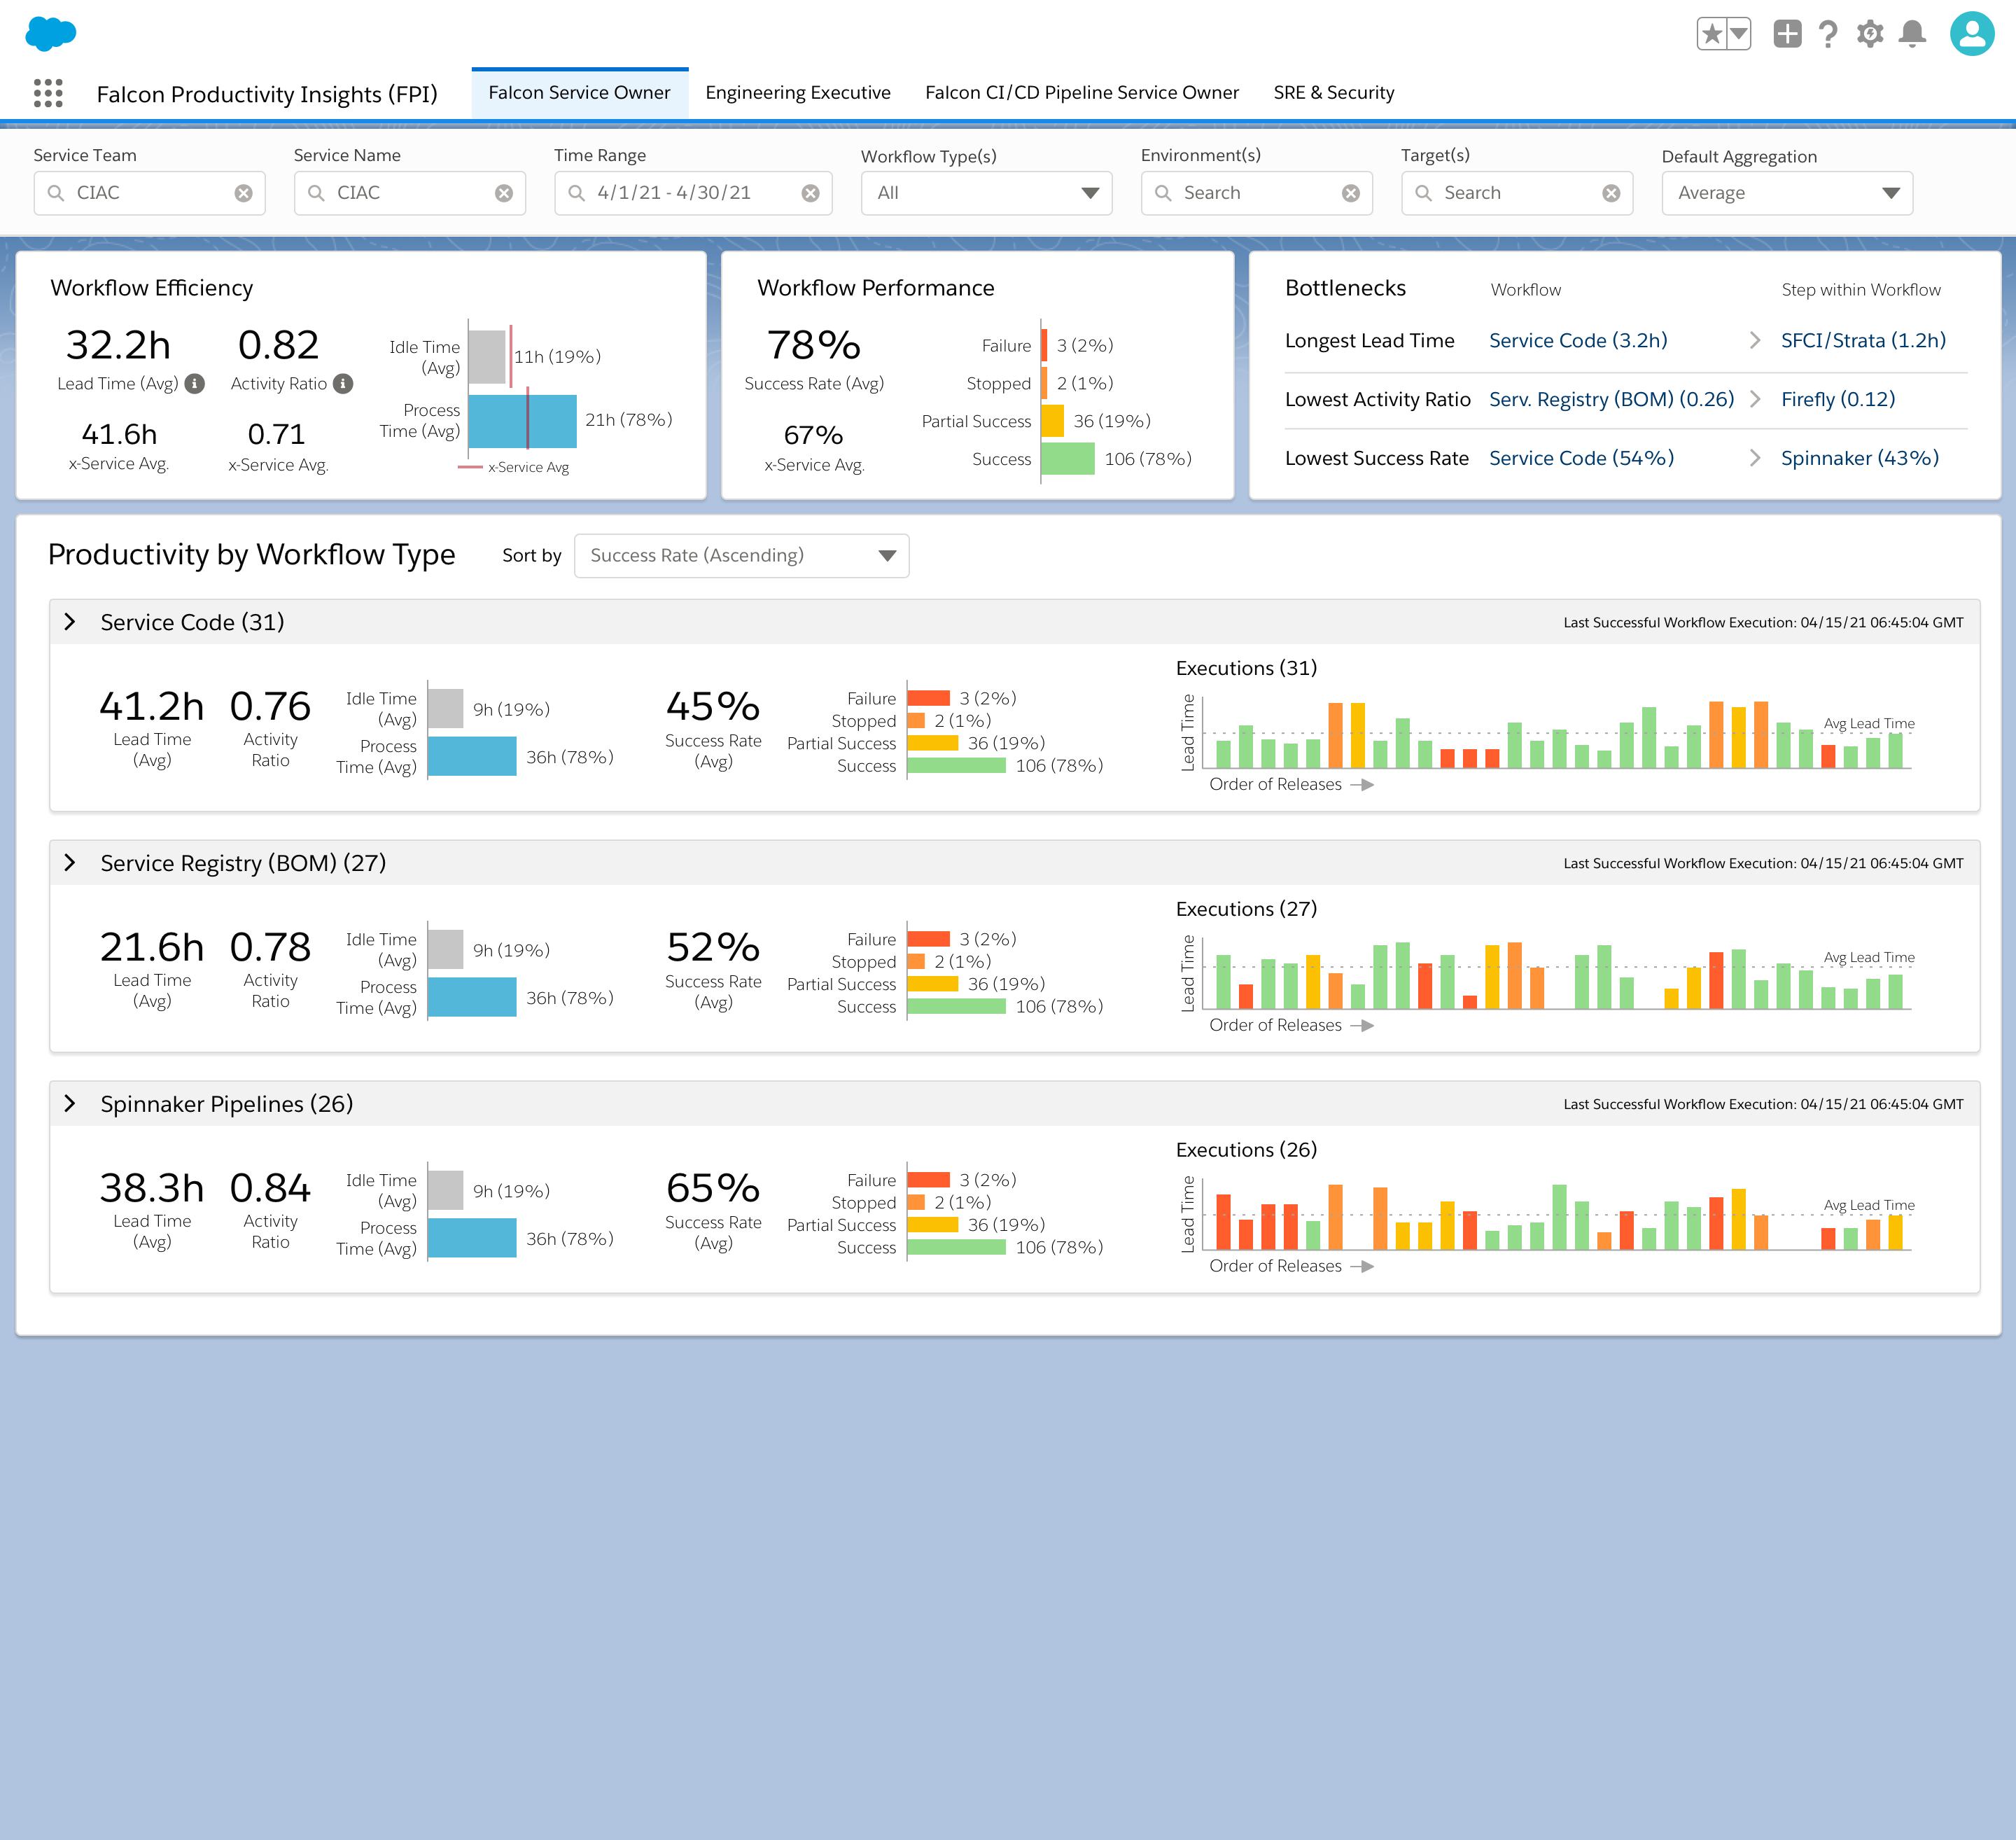 Falcon Productivity Insights (FPI)
Falcon Service Owner
Engineering Executive
Falcon CI/CD Pipeline Service Owner
SRE & Security
Service Team
Service Name
Time Range
Workflow Type(s)
Environment(s)
Target(s)
Default Aggregation
CIAC
CIAC
4/1/21 - 4/30/21
All
Search
Search
Average
Workflow Efficiency
32.2h
Lead Time (Avg)
0.82
Activity Ratio
41.6h
x-Service Avg.
0.71
x-Service Avg.
Idle Time
(Avg)
11h (19%)
Process
Time (Avg)
21h (78%)
x-Service Avg
Workflow Performance
78%
Success Rate (Avg)
67%
x-Service Avg.
Failure 3 (2%)
Stopped 2 (1%)
Partial Success 36 (19%)
Success 106 (78%)
Bottlenecks Workflow Step within Workflow
Longest Lead Time Service Code (3.2h) SFCI/Strata (1.2h)
Lowest Activity Ratio Serv. Registry (BOM) (0.26) Firefly (0.12)
Lowest Success Rate Service Code (54%) Spinnaker (43%)
Productivity by Workflow Type
Sort by Success Rate (Ascending)
Service Code (31)
Last Successful Workflow Execution: 04/15/21 06:45:04 GMT
41.2h
Lead Time
(Avg)
0.76
Activity
Ratio
Idle Time
(Avg)
9h (19%)
Process
Time (Avg)
36h (78%)
45%
Success Rate
(Avg)
Failure 3 (2%)
Stopped 2 (1%)
Partial Success 36 (19%)
Success 106 (78%)
Executions (31)
Lead Time
Avg Lead Time
Order of Releases
Service Registry (BOM) (27)
Last Successful Workflow Execution: 04/15/21 06:45:04 GMT
21.6h
Lead Time
(Avg)
0.78
Activity
Ratio
Idle Time
(Avg)
9h (19%)
Process
Time (Avg)
36h (78%)
52%
Success Rate
(Avg)
Failure 3 (2%)
Stopped 2 (1%)
Partial Success 36 (19%)
Success 106 (78%)
Executions (27)
Lead Time
Avg Lead Time
Order of Releases
Spinnaker Pipelines (26)
Last Successful Workflow Execution: 04/15/21 06:45:04 GMT
38.3h
Lead Time
(Avg)
0.84
Activity
Ratio
Idle Time
(Avg)
9h (19%)
Process
Time (Avg)
36h (78%)
65%
Success Rate
(Avg)
Failure 3 (2%)
Stopped 2 (1%)
Partial Success 36 (19%)
Success 106 (78%)
Executions (26)
Lead Time
Avg Lead Time
Order of Releases